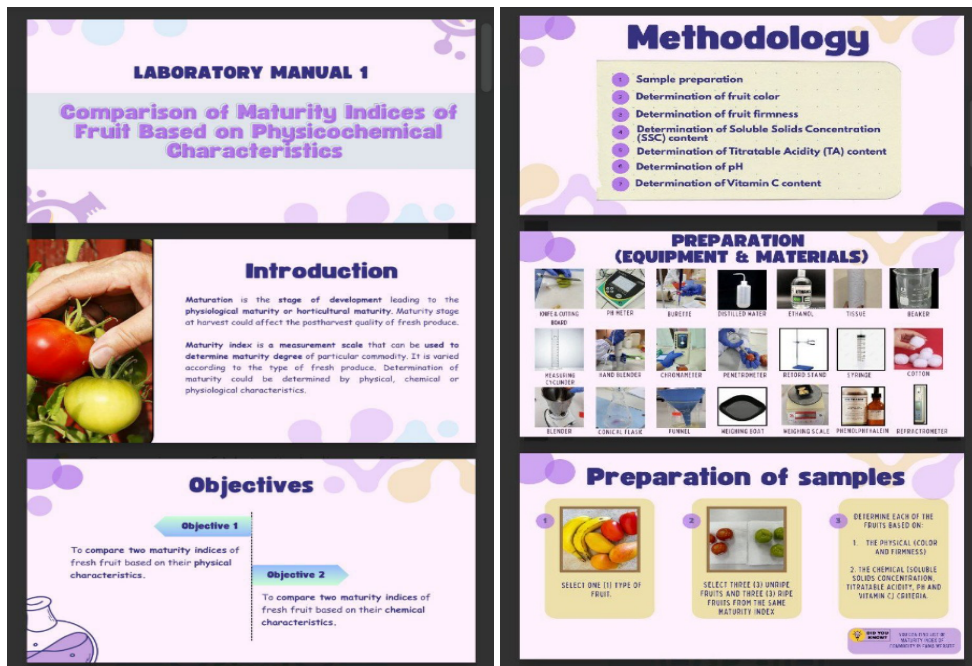 LABORATORY MANUAL 1
Comparison of Maturity Indices of
Fruit Based on Physicochemical
Characteristics
Introduction
Maturation is the stage of development leading to the
physiological maturity or horticultural maturity. Maturity stage
at harvest could affect the postharvest quality of fresh produce.
Maturity index is a measurement scale that can be used to
determine maturity degree of particular commodity. It is varied
according to the type of fresh produce. Determination of
maturity could be determined by physical, chemical or
physiological characteristics.
Objectives
Objective 1
To compare two maturity indices of
fresh fruit based on their physical
characteristics.
Objective 2
To compare two maturity indices of
fresh fruit based on their chemical
characteristics.
Methodology
1 Sample preparation
2 Determination of fruit color
3 Determination of fruit firmness
4 Determination of Soluble Solids Concentration
(SSC) content
5 Determination of Titratable Acidity (TA) content
6 Determination of pH
7 Determination of Vitamin C content
PREPARATION
(EQUIPMENT & MATERIALS)
KNIFE & CUTTING
BOARD
PH METER
BURETTE
DISTILLED WATER
ETHANOL
TISSUE
BEAKER
MEASURING
CYLINDER
HAND BLENDER
CHROMAMETER
PENETROMETER
RETORD STAND
SYRINGE
COTTON
BLENDER
CONICAL FLASK
FUNNEL
WEIGHING BOAT
WEIGHING SCALE
PHENOLPHTHALEIN
REFRACTROMETER
Preparation of samples
1
SELECT ONE (1) TYPE OF
FRUIT.
2
SELECT THREE (3) UNRIPE
FRUITS AND THREE (3) RIPE
FRUITS FROM THE SAME
MATURITY INDEX
3
DETERMINE EACH OF THE
FRUITS BASED ON:
1. THE PHYSICAL (COLOR
AND FIRMNESS)
2. THE CHEMICAL (SOLUBLE
SOLIDS CONCENTRATION,
TITRATABLE ACIDITY, PH AND
VITAMIN C) CRITERIA.
DID YOU
KNOW?
MATURITY INDEX OF